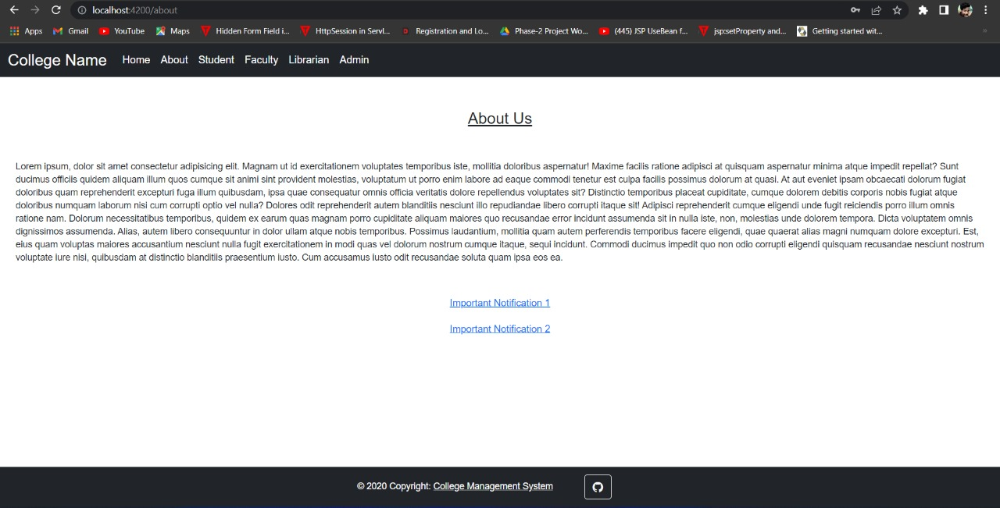 localhost:4200/about
Apps Gmail YouTube Maps Hidden Form Field i... HttpSession in Servl... Registration and Lo... Phase-2 Project Wo... (445) JSP UseBean f... jsp:setProperty and... Getting started wit... »
College Name Home About Student Faculty Librarian Admin
About Us
Lorem ipsum, dolor sit amet consectetur adipisicing elit. Magnam ut id exercitationem voluptates temporibus iste, mollitia doloribus aspernatur! Maxime facilis ratione adipisci at quisquam aspernatur minima atque impedit repellat? Sunt
ducimus officiis quidem aliquam illum quos cumque sit animi sint provident molestias, voluptatum ut porro enim labore ad eaque commodi tenetur est culpa facilis possimus dolorum at quasi. At aut eveniet ipsam obcaecati dolorum fugiat
doloribus quam reprehenderit excepturi fuga illum quibusdam, ipsa quae consequatur omnis officia veritatis dolore repellendus voluptates sit? Distinctio temporibus placeat cupiditate, cumque dolorem debitis corporis nobis fugiat atque
doloribus numquam laborum nisi cum corrupti optio vel nulla? Dolores odit reprehenderit autem blanditiis nesciunt illo repudiandae libero corrupti itaque sit! Adipisci reprehenderit cumque eligendi unde fugit reiciendis porro illum omnis
ratione nam. Dolorum necessitatibus temporibus, quidem ex earum quas magnam porro cupiditate aliquam maiores quo recusandae error incidunt assumenda sit in nulla iste, non, molestias unde dolorem tempora. Dicta voluptatem omnis
dignissimos assumenda. Alias, autem libero consequuntur in dolor ullam atque nobis temporibus. Possimus laudantium, mollitia quam autem perferendis temporibus facere eligendi, quae quaerat alias magni numquam dolore excepturi. Est,
eius quam voluptas maiores accusantium nesciunt nulla fugit exercitationem in modi quas vel dolorum nostrum cumque itaque, sequi incidunt. Commodi ducimus impedit quo non odio corrupti eligendi quisquam recusandae nesciunt nostrum
voluptate iure nisi, quibusdam at distinctio blanditiis praesentium iusto. Cum accusamus iusto odit recusandae soluta quam ipsa eos ea.
Important Notification 1
Important Notification 2
© 2020 Copyright: College Management System